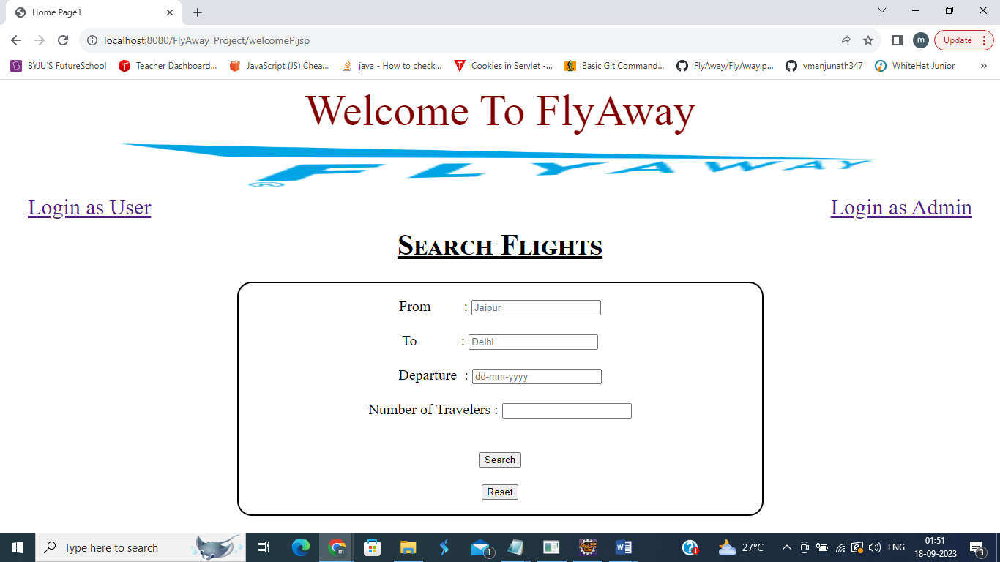 Home Page1
localhost:8080/FlyAway_Project/welcomeP.jsp
m
Update
BYJU'S FutureSchool
Teacher Dashboard...
JavaScript (JS) Chea...
java - How to check...
Cookies in Servlet -...
Basic Git Command...
FlyAway/FlyAway.p...
vmanjunath347
WhiteHat Junior
»
Welcome To FlyAway
FLYAWAY
®
Login as User
Login as Admin
Search Flights
From : Jaipur
To : Delhi
Departure : dd-mm-yyyy
Number of Travelers :
Search
Reset
Type here to search
1
27°C
ENG
01:51
18-09-2023
3